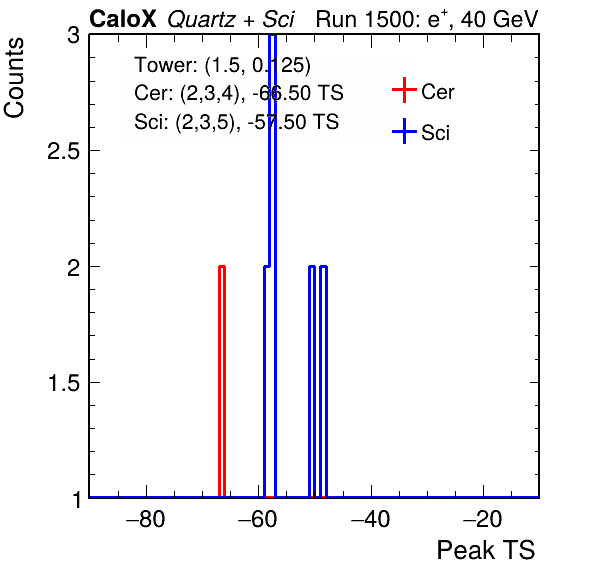 CaloX Quartz + Sci Run 1500: e+, 40 GeV
Counts
Tower: (1.5, 0.125)
Cer: (2,3,4), -66.50 TS
Sci: (2,3,5), -57.50 TS
Cer
Sci
3
2.5
2
1.5
1
−80 −60 −40 −20
Peak TS